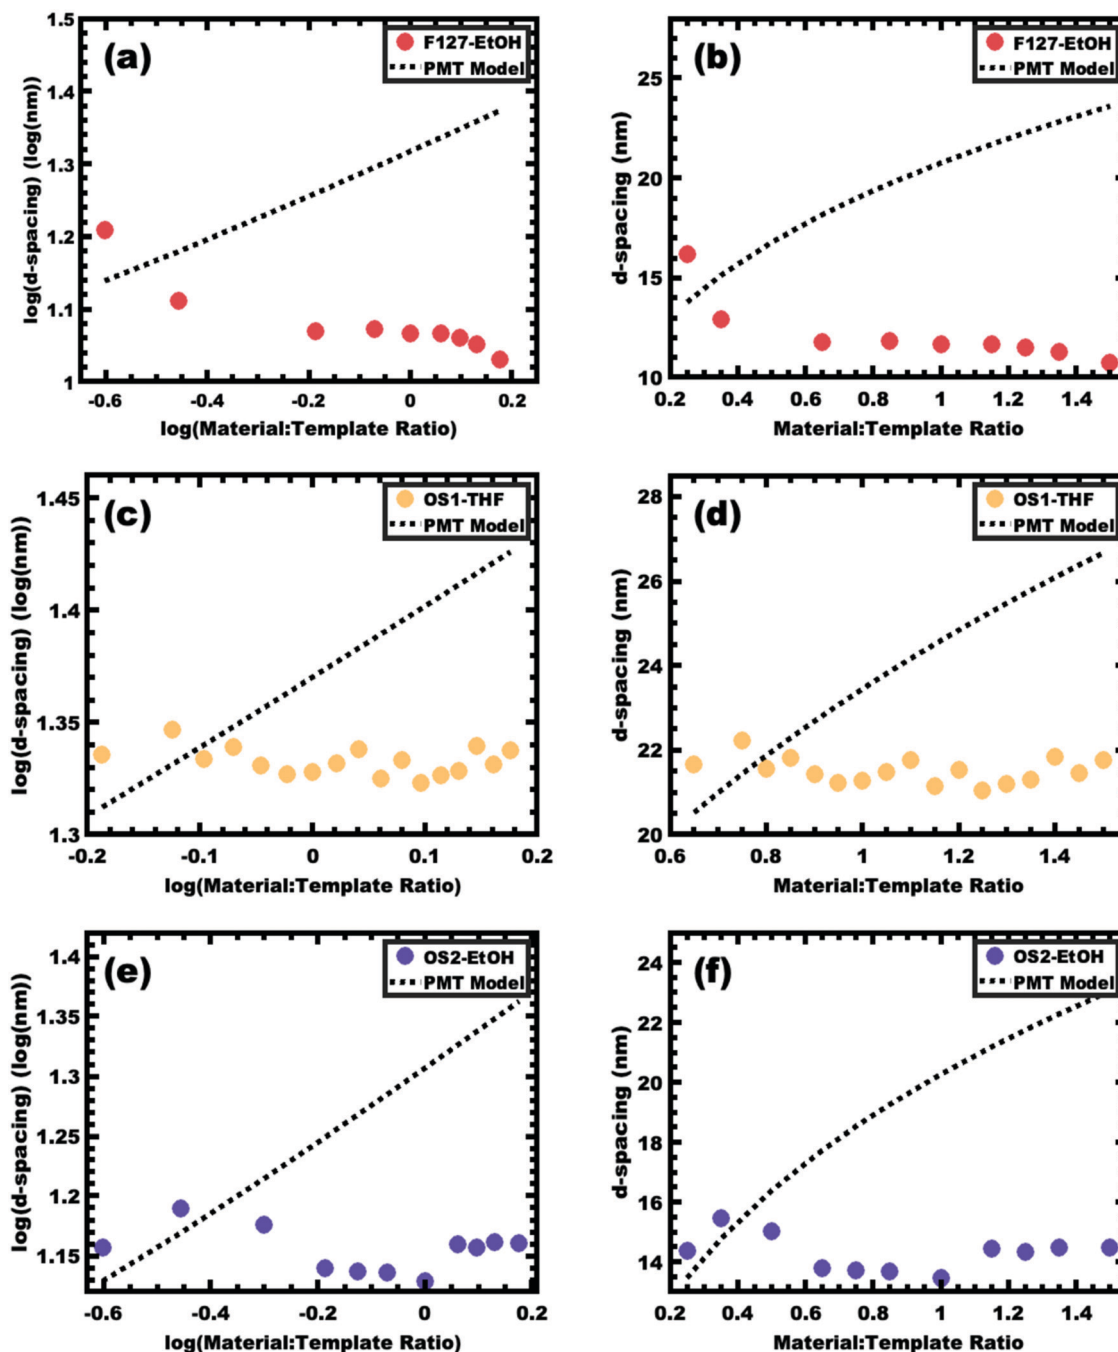 (a)
F127-EtOH
PMT Model
log(d-spacing) (log(nm))
1.5
1.4
1.3
1.2
1.1
1
-0.6
-0.4
-0.2
0
0.2
log(Material:Template Ratio)
(b)
F127-EtOH
PMT Model
d-spacing (nm)
25
20
15
10
0.2
0.4
0.6
0.8
1
1.2
1.4
Material:Template Ratio
(c)
OS1-THF
PMT Model
log(d-spacing) (log(nm))
1.45
1.4
1.35
1.3
-0.2
-0.1
0
0.1
0.2
log(Material:Template Ratio)
(d)
OS1-THF
PMT Model
d-spacing (nm)
28
26
24
22
20
0.6
0.8
1
1.2
1.4
Material:Template Ratio
(e)
OS2-EtOH
PMT Model
log(d-spacing) (log(nm))
1.4
1.35
1.3
1.25
1.2
1.15
-0.6
-0.4
-0.2
0
0.2
log(Material:Template Ratio)
(f)
OS2-EtOH
PMT Model
d-spacing (nm)
24
22
20
18
16
14
0.2
0.4
0.6
0.8
1
1.2
1.4
Material:Template Ratio